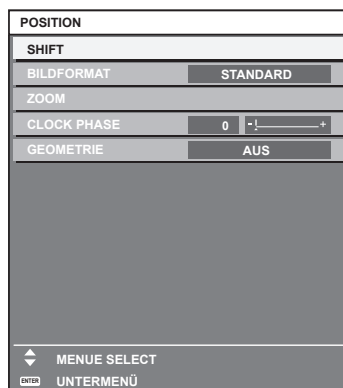 POSITION
SHIFT
BILDFORMAT STANDARD
ZOOM
CLOCK PHASE 0 - +
GEOMETRIE AUS
MENUE SELECT
ENTER UNTERMENÜ